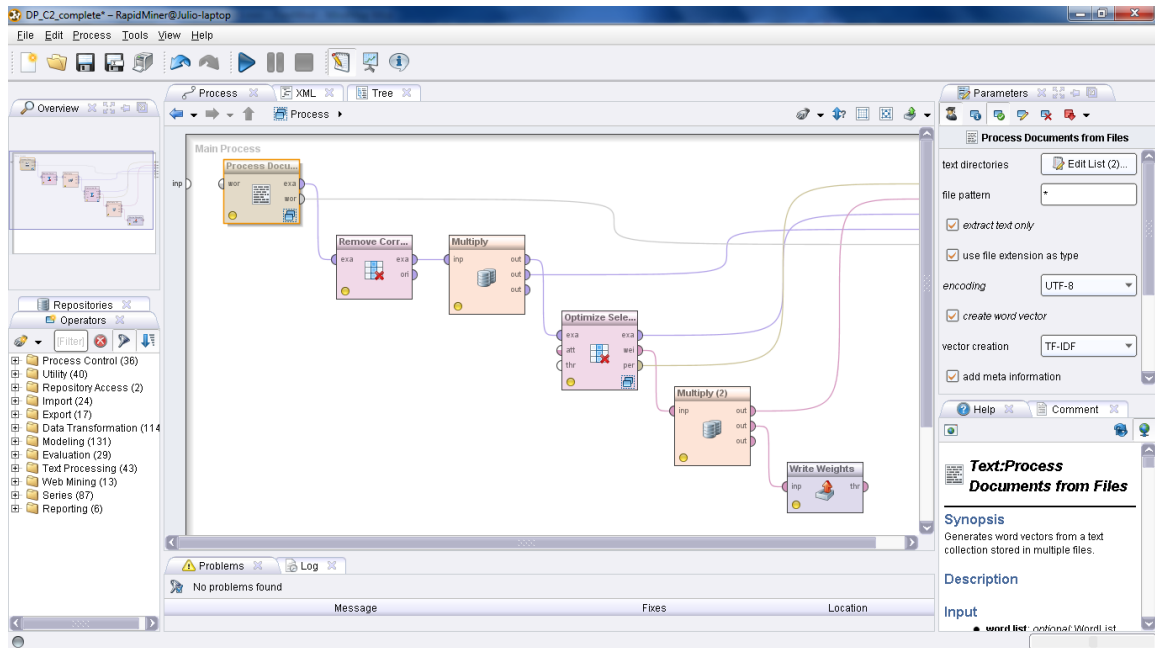 DP_C2_complete* – RapidMiner@Julio-laptop
File Edit Process Tools View Help
Overview
Process
XML
Tree
Process
Main Process
inp
Process Docu...
wor exa
wor
Remove Corr...
exa exa
ori
Multiply
inp out
out
out
Optimize Sele...
exa exa
att wei
thr per
Multiply (2)
inp out
out
out
Write Weights
inp thr
Repositories
Operators
[Filter]
Process Control (36)
Utility (40)
Repository Access (2)
Import (24)
Export (17)
Data Transformation (114
Modeling (131)
Evaluation (29)
Text Processing (43)
Web Mining (13)
Series (87)
Reporting (6)
Problems
Log
No problems found
Message Fixes Location
Parameters
Process Documents from Files
text directories Edit List (2)...
file pattern *
extract text only
use file extension as type
encoding UTF-8
create word vector
vector creation TF-IDF
add meta information
Help
Comment
Text:Process
Documents from Files
Synopsis
Generates word vectors from a text
collection stored in multiple files.
Description
Input
word list: optional:WordList